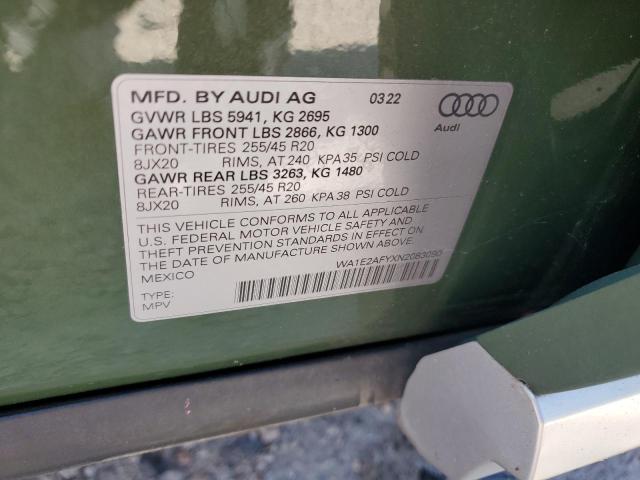 MFD. BY AUDI AG 03 22
GVWR LBS 5941, KG 2695
GAWR FRONT LBS 2866, KG 1300
FRONT-TIRES 255/45 R20
8JX20 RIMS, AT 240 KPA 35 PSI COLD
GAWR REAR LBS 3263, KG 1480
REAR-TIRES 255/45 R20
8JX20 RIMS, AT 260 KPA 38 PSI COLD
Audi
THIS VEHICLE CONFORMS TO ALL APPLICABLE
U.S. FEDERAL MOTOR VEHICLE SAFETY AND
THEFT PREVENTION STANDARDS IN EFFECT ON
THE DATE OF MANUFACTURE SHOWN ABOVE.
MEXICO
WA1E2AFYXN2083090
TYPE:
MPV